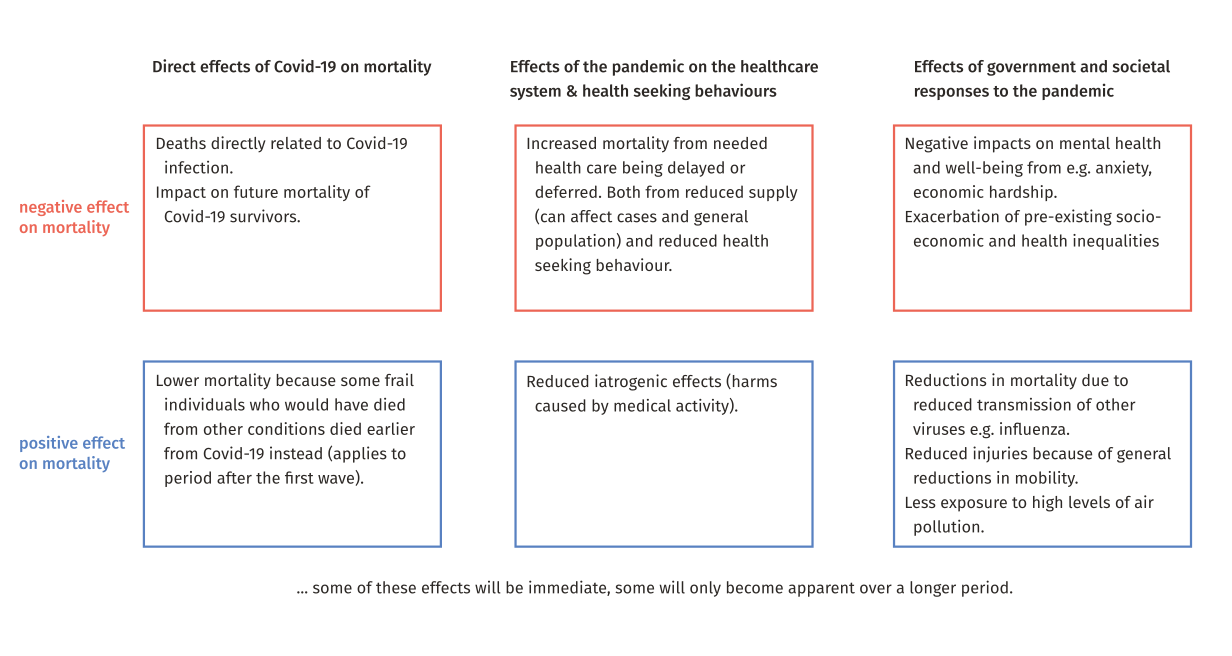 Direct effects of Covid-19 on mortality
Effects of the pandemic on the healthcare
system & health seeking behaviours
Effects of government and societal
responses to the pandemic
negative effect
on mortality
Deaths directly related to Covid-19
infection.
Impact on future mortality of
Covid-19 survivors.
Increased mortality from needed
health care being delayed or
deferred. Both from reduced supply
(can affect cases and general
population) and reduced health
seeking behaviour.
Negative impacts on mental health
and well-being from e.g. anxiety,
economic hardship.
Exacerbation of pre-existing socio-
economic and health inequalities
positive effect
on mortality
Lower mortality because some frail
individuals who would have died
from other conditions died earlier
from Covid-19 instead (applies to
period after the first wave).
Reduced iatrogenic effects (harms
caused by medical activity).
Reductions in mortality due to
reduced transmission of other
viruses e.g. influenza.
Reduced injuries because of general
reductions in mobility.
Less exposure to high levels of air
pollution.
... some of these effects will be immediate, some will only become apparent over a longer period.